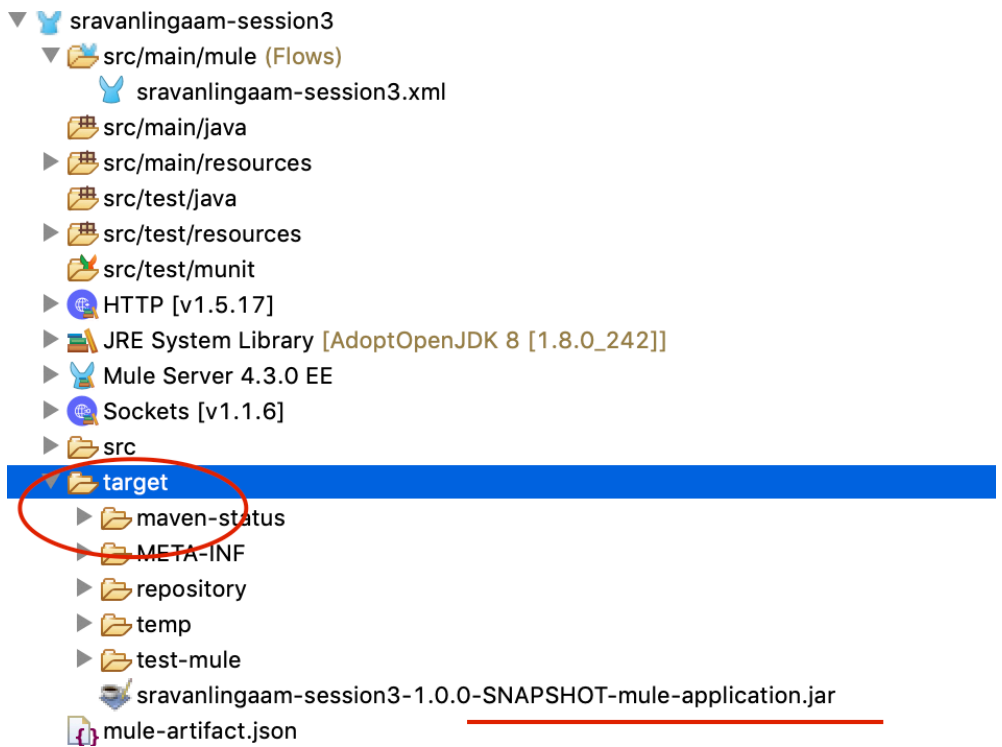 sravanlingaam-session3
src/main/mule (Flows)
sravanlingaam-session3.xml
src/main/java
src/main/resources
src/test/java
src/test/resources
src/test/munit
HTTP [v1.5.17]
JRE System Library [AdoptOpenJDK 8 [1.8.0_242]]
Mule Server 4.3.0 EE
Sockets [v1.1.6]
src
target
maven-status
META-INF
repository
temp
test-mule
sravanlingaam-session3-1.0.0-SNAPSHOT-mule-application.jar
mule-artifact.json